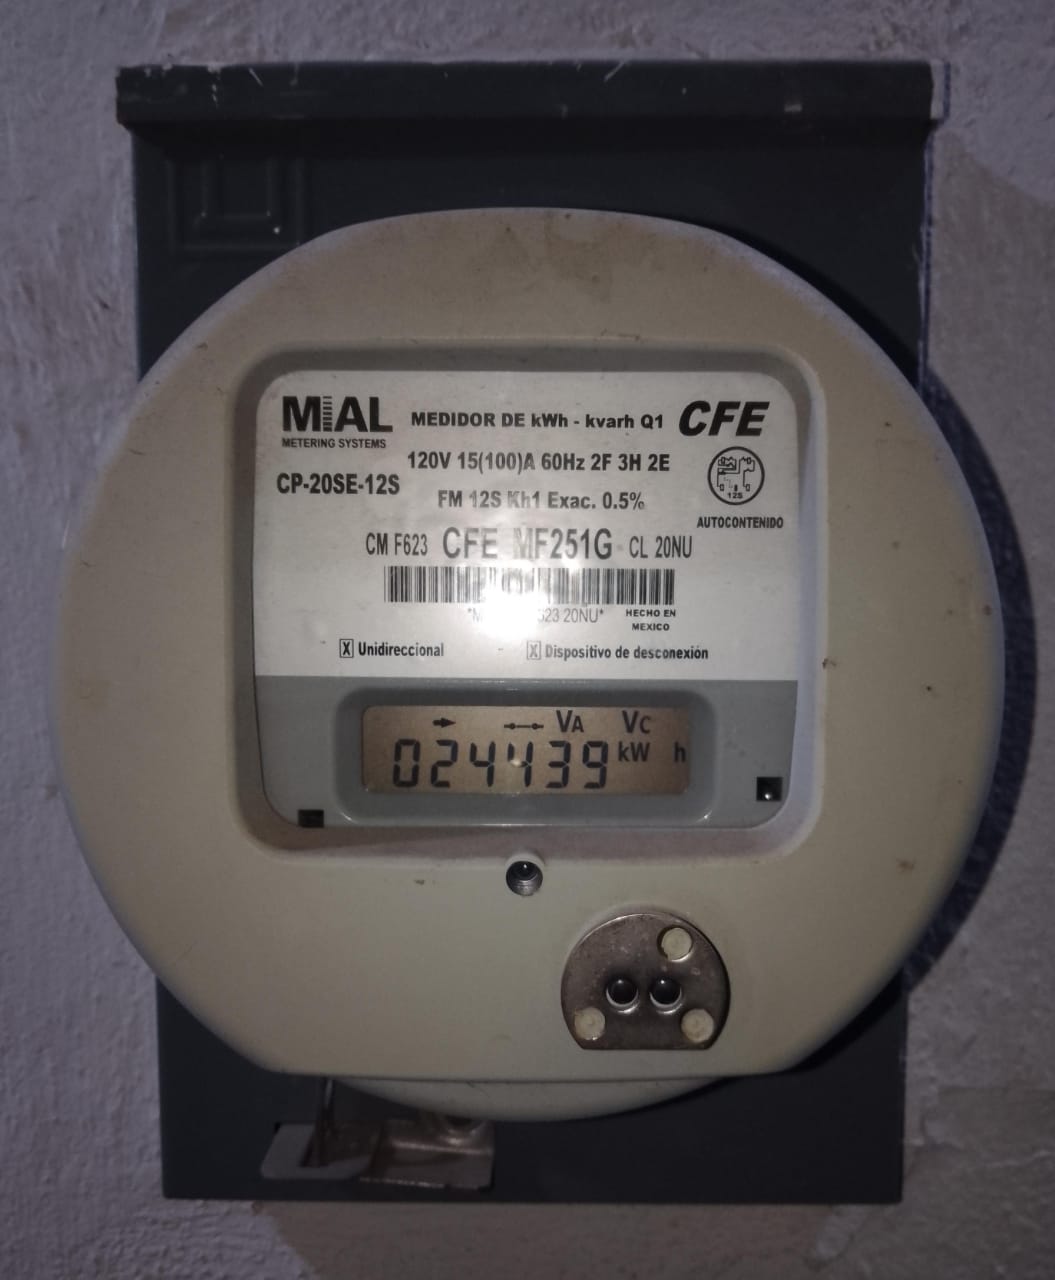 MIAL
METERING SYSTEMS
MEDIDOR DE kWh - kvarh Q1
CFE
120V 15(100)A 60Hz 2F 3H 2E
CP-20SE-12S
FM 12S Kh1 Exac. 0.5%
12S
AUTOCONTENIDO
CM F623 CFE MF251G CL 20NU
623 20NU*
HECHO EN
MEXICO
X Unidireccional
X Dispositivo de desconexión
VA VC
024439 kW h